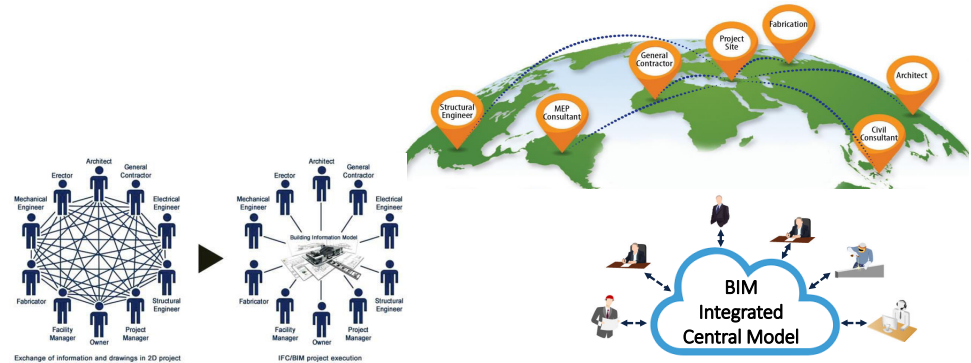 Fabrication
Project
Site
General
Contractor
Architect
Structural
Engineer
MEP
Consultant
Civil
Consultant
Architect
General
Contractor
Erector
Mechanical
Engineer
Electrical
Engineer
Fabricator
Structural
Engineer
Facility
Manager
Owner
Project
Manager
Exchange of information and drawings in 2D project
Architect
General
Contractor
Erector
Mechanical
Engineer
Electrical
Engineer
Building Information Model
Fabricator
Structural
Engineer
Facility
Manager
Owner
Project
Manager
IFC/BIM project execution
BIM
Integrated
Central Model